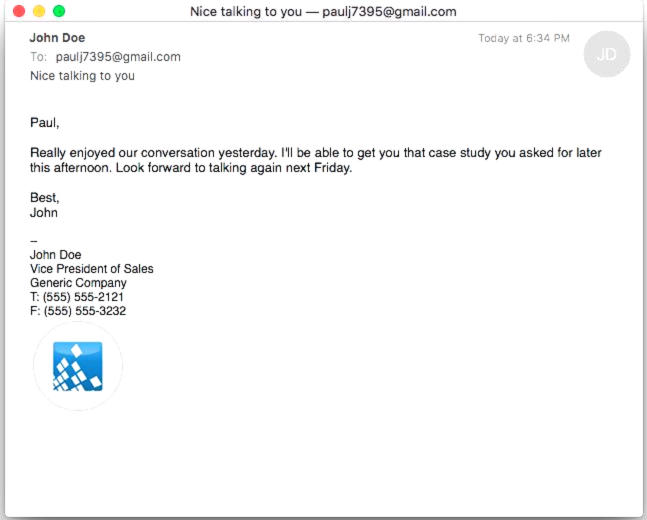 Nice talking to you — paulj7395@gmail.com
John Doe
Today at 6:34 PM
JD
To: paulj7395@gmail.com
Nice talking to you
Paul,
Really enjoyed our conversation yesterday. I'll be able to get you that case study you asked for later
this afternoon. Look forward to talking again next Friday.
Best,
John
--
John Doe
Vice President of Sales
Generic Company
T: (555) 555-2121
F: (555) 555-3232